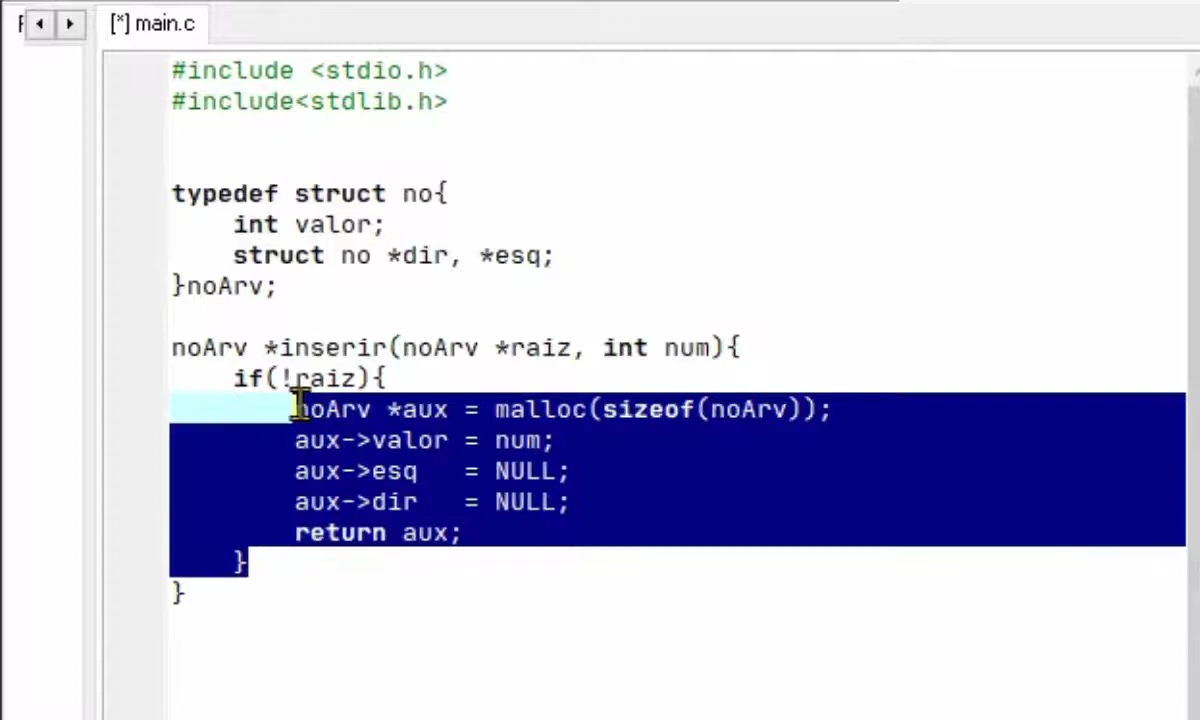 [*] main.c
#include <stdio.h>
#include<stdlib.h>
typedef struct no{
int valor;
struct no *dir, *esq;
}noArv;
noArv *inserir(noArv *raiz, int num){
if(!raiz){
noArv *aux = malloc(sizeof(noArv));
aux->valor = num;
aux->esq   = NULL;
aux->dir   = NULL;
return aux;
}
}